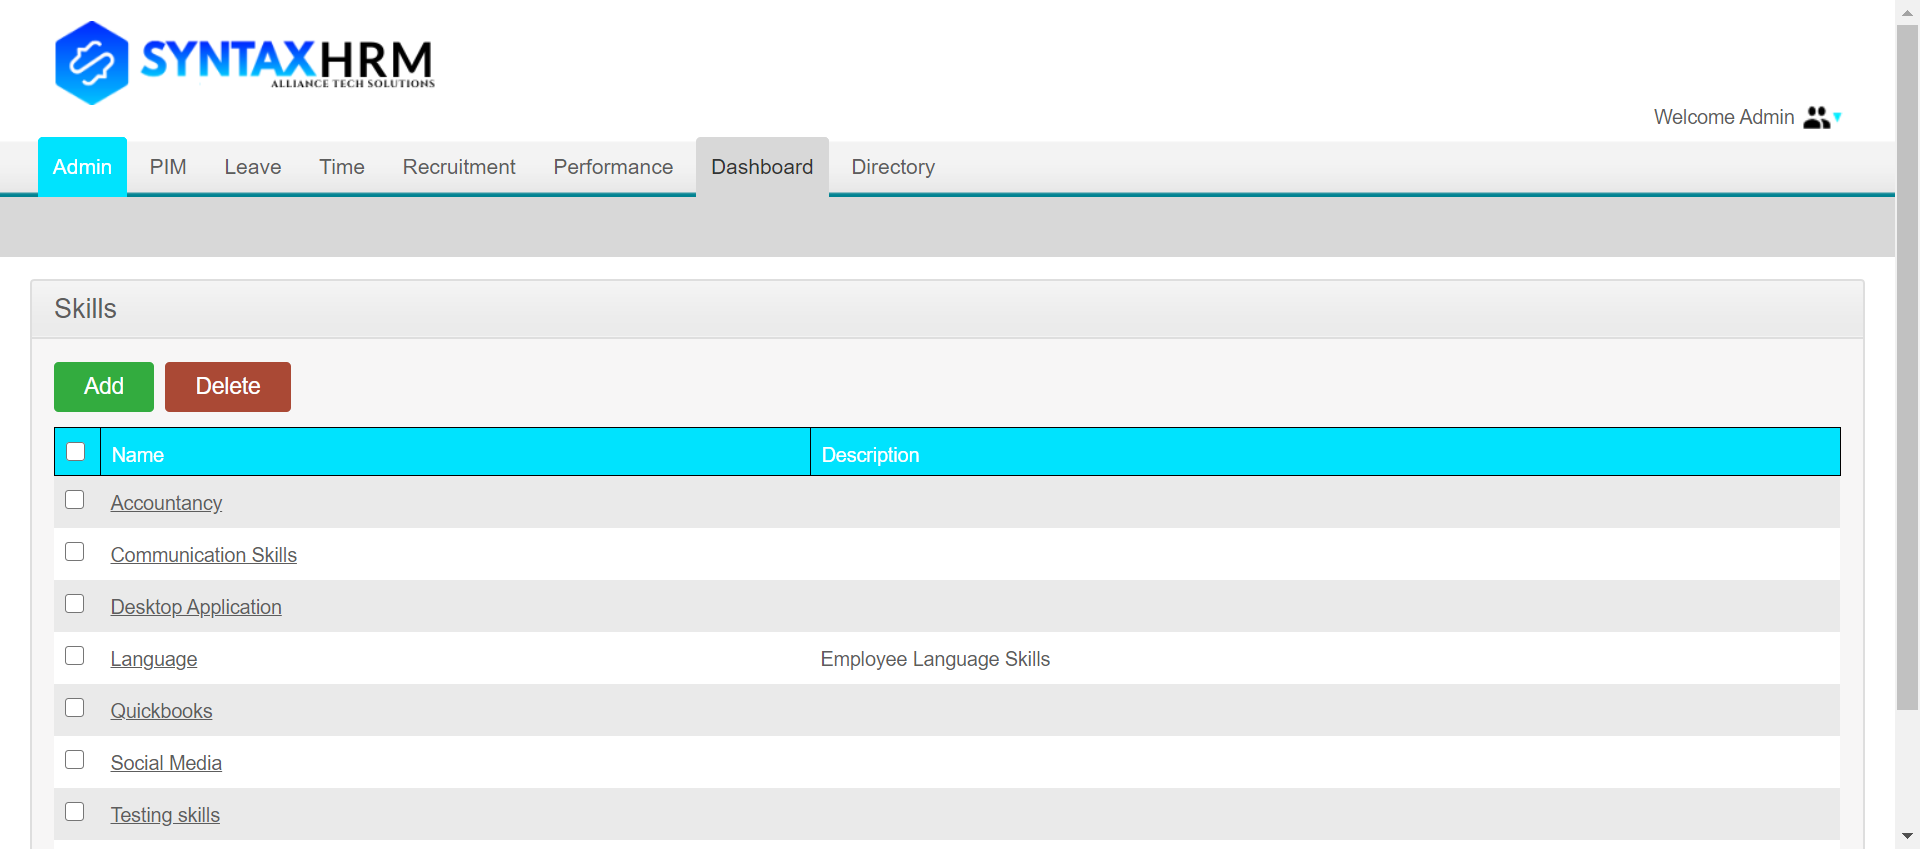 SYNTAXHRM
ALLIANCE TECH SOLUTIONS
Welcome Admin
Admin PIM Leave Time Recruitment Performance Dashboard Directory
Skills
Add Delete
Name Description
Accountancy
Communication Skills
Desktop Application
Language Employee Language Skills
Quickbooks
Social Media
Testing skills